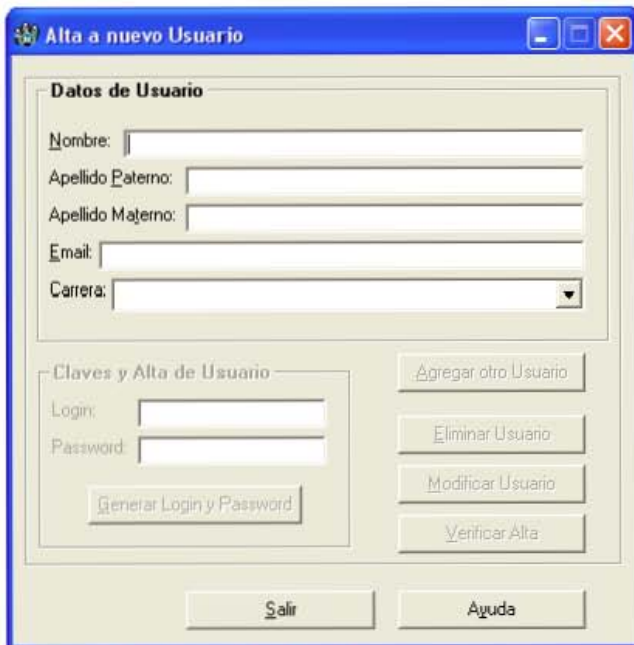 Alta a nuevo Usuario
Datos de Usuario
Nombre:
Apellido Paterno:
Apellido Materno:
Email:
Carrera:
Claves y Alta de Usuario
Login:
Password:
Generar Login y Password
Agregar otro Usuario
Eliminar Usuario
Modificar Usuario
Verificar Alta
Salir
Ayuda